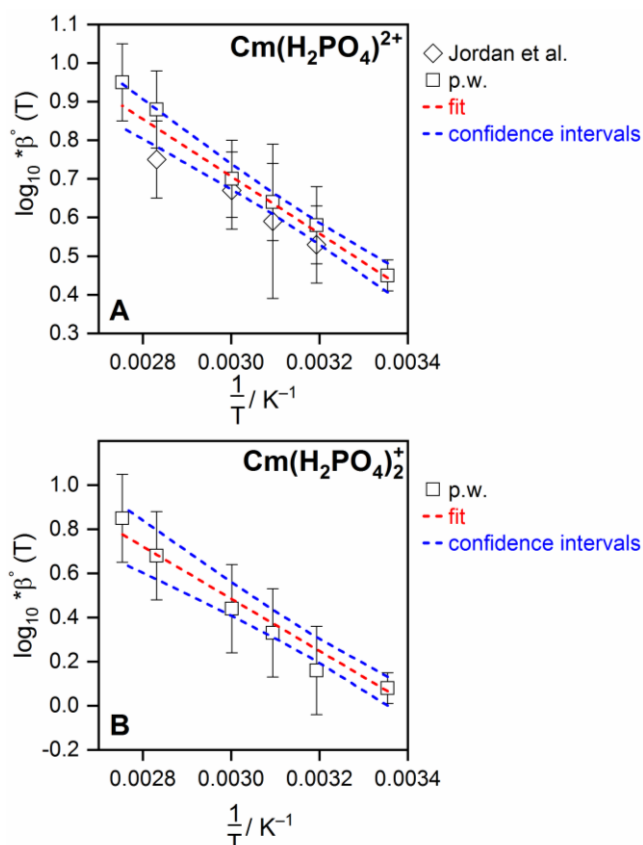 Cm(H₂PO₄)²⁺
Jordan et al.
p.w.
fit
confidence intervals
log₁₀ *β° (T)
1.1
1.0
0.9
0.8
0.7
0.6
0.5
0.4
0.3
A
0.0028 0.0030 0.0032 0.0034
1/T / K⁻¹
Cm(H₂PO₄)₂⁺
p.w.
fit
confidence intervals
log₁₀ *β° (T)
1.0
0.8
0.6
0.4
0.2
0.0
-0.2
B
0.0028 0.0030 0.0032 0.0034
1/T / K⁻¹